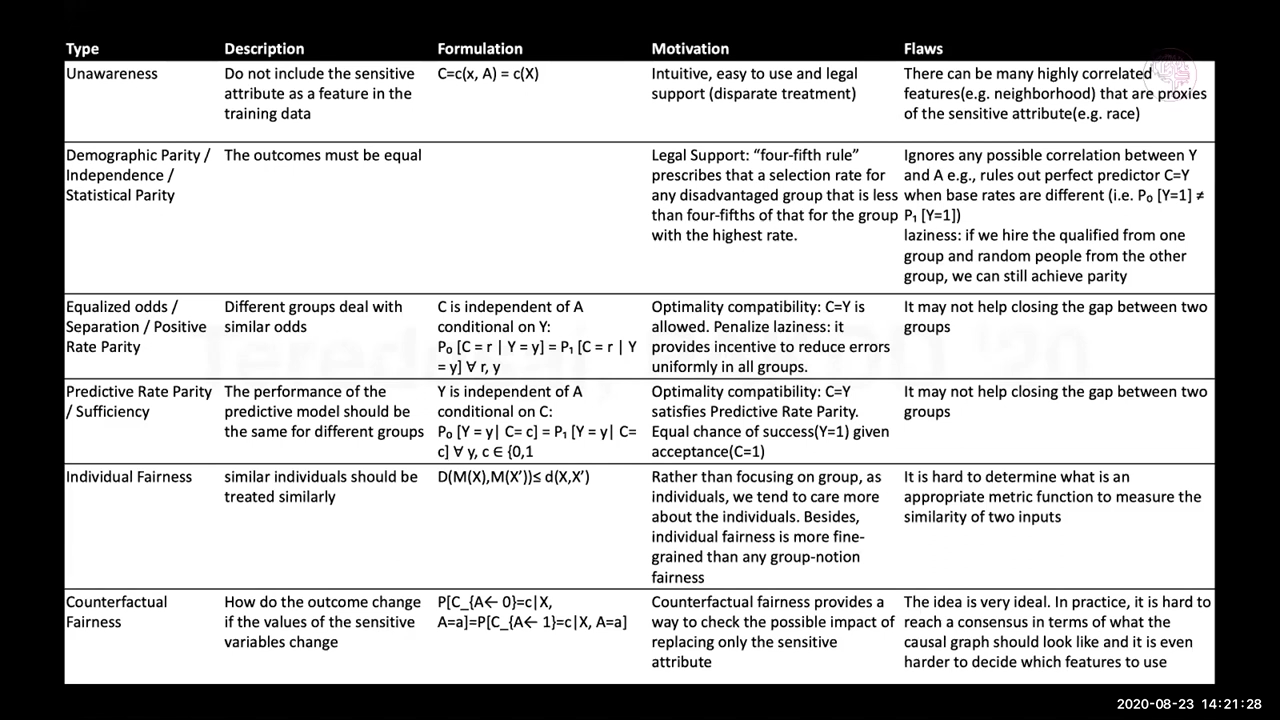 Type Description Formulation Motivation Flaws
Unawareness
Do not include the sensitive
attribute as a feature in the
training data
C=c(x, A) = c(X)
Intuitive, easy to use and legal
support (disparate treatment)
There can be many highly correlated
features(e.g. neighborhood) that are proxies
of the sensitive attribute(e.g. race)
Demographic Parity /
Independence /
Statistical Parity
The outcomes must be equal
Legal Support: “four-fifth rule”
prescribes that a selection rate for
any disadvantaged group that is less
than four-fifths of that for the group
with the highest rate.
Ignores any possible correlation between Y
and A e.g., rules out perfect predictor C=Y
when base rates are different (i.e. P₀ [Y=1] ≠
P₁ [Y=1])
laziness: if we hire the qualified from one
group and random people from the other
group, we can still achieve parity
Equalized odds /
Separation / Positive
Rate Parity
Different groups deal with
similar odds
C is independent of A
conditional on Y:
P₀ [C = r | Y = y] = P₁ [C = r | Y
= y] ∀ r, y
Optimality compatibility: C=Y is
allowed. Penalize laziness: it
provides incentive to reduce errors
uniformly in all groups.
It may not help closing the gap between two
groups
Predictive Rate Parity
/ Sufficiency
The performance of the
predictive model should be
the same for different groups
Y is independent of A
conditional on C:
P₀ [Y = y| C= c] = P₁ [Y = y| C=
c] ∀ y, c ∈ {0,1
Optimality compatibility: C=Y
satisfies Predictive Rate Parity.
Equal chance of success(Y=1) given
acceptance(C=1)
It may not help closing the gap between two
groups
Individual Fairness
similar individuals should be
treated similarly
D(M(X),M(X’))≤ d(X,X’)
Rather than focusing on group, as
individuals, we tend to care more
about the individuals. Besides,
individual fairness is more fine-
grained than any group-notion
fairness
It is hard to determine what is an
appropriate metric function to measure the
similarity of two inputs
Counterfactual
Fairness
How do the outcome change
if the values of the sensitive
variables change
P[C_{A← 0}=c|X,
A=a]=P[C_{A← 1}=c|X, A=a]
Counterfactual fairness provides a
way to check the possible impact of
replacing only the sensitive
attribute
The idea is very ideal. In practice, it is hard to
reach a consensus in terms of what the
causal graph should look like and it is even
harder to decide which features to use
2020-08-23 14:21:28